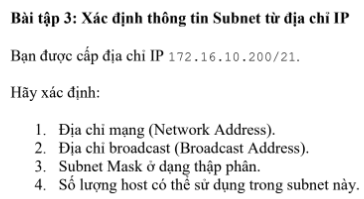 Bài tập 3: Xác định thông tin Subnet từ địa chỉ IP
Bạn được cấp địa chỉ IP 172.16.10.200/21.
Hãy xác định:
1. Địa chỉ mạng (Network Address).
2. Địa chỉ broadcast (Broadcast Address).
3. Subnet Mask ở dạng thập phân.
4. Số lượng host có thể sử dụng trong subnet này.